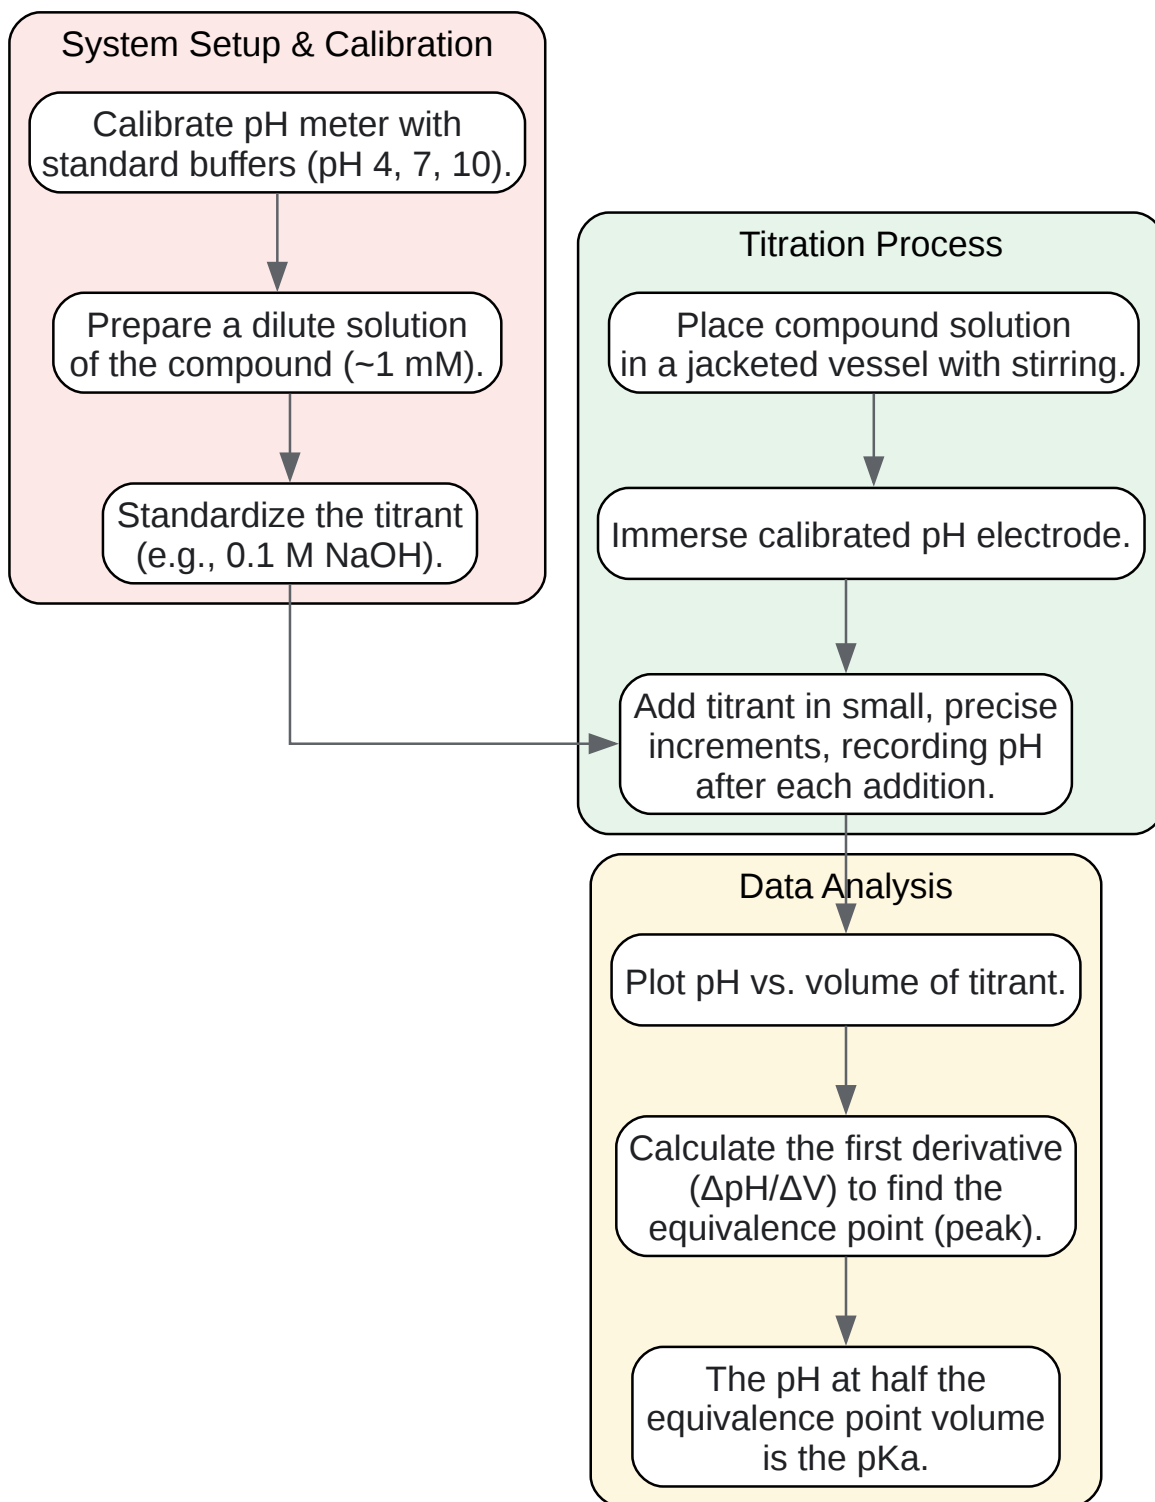 System Setup & Calibration
Calibrate pH meter with
standard buffers (pH 4, 7, 10).
Prepare a dilute solution
of the compound (~1 mM).
Standardize the titrant
(e.g., 0.1 M NaOH).
Titration Process
Place compound solution
in a jacketed vessel with stirring.
Immerse calibrated pH electrode.
Add titrant in small, precise
increments, recording pH
after each addition.
Data Analysis
Plot pH vs. volume of titrant.
Calculate the first derivative
(ΔpH/ΔV) to find the
equivalence point (peak).
The pH at half the
equivalence point volume
is the pKa.